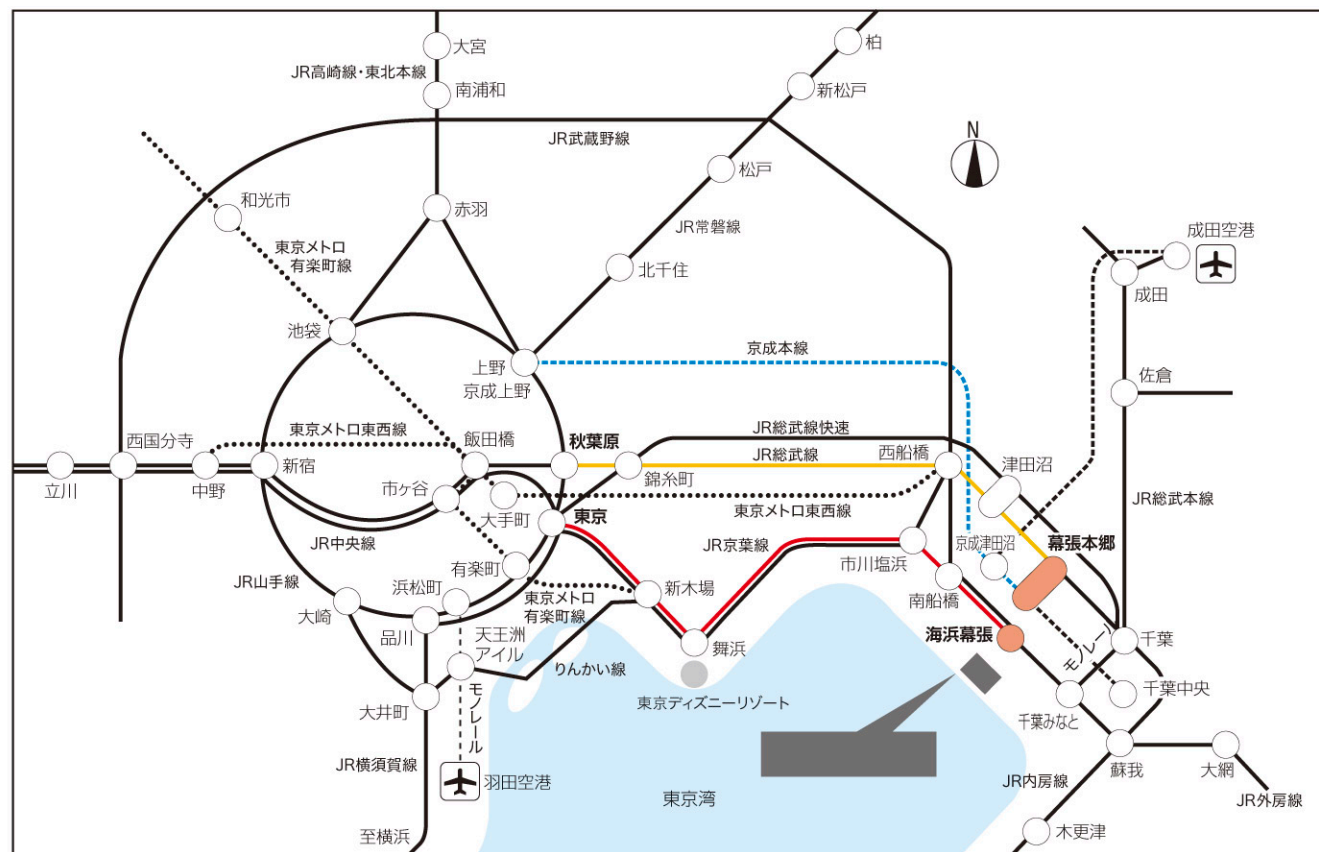 大宮
JR高崎線・東北本線
南浦和
柏
新松戸
JR武蔵野線
N
松戸
和光市
赤羽
JR常磐線
東京メトロ
有楽町線
北千住
成田空港
成田
池袋
上野
京成上野
京成本線
佐倉
東京メトロ東西線
飯田橋
秋葉原
JR総武線快速
JR総武線
西船橋
西国分寺
新宿
津田沼
立川
中野
市ヶ谷
錦糸町
大手町
JR総武本線
東京
東京メトロ東西線
JR中央線
JR京葉線
京成津田沼
幕張本郷
市川塩浜
有楽町
JR山手線
浜松町
新木場
南船橋
東京メトロ
有楽町線
大崎
品川
海浜幕張
天王洲
アイル
舞浜
千葉
モノレール
りんかい線
モノレール
東京ディズニーリゾート
千葉中央
大井町
千葉みなと
JR横須賀線
羽田空港
蘇我
大網
JR内房線
東京湾
JR外房線
至横浜
木更津